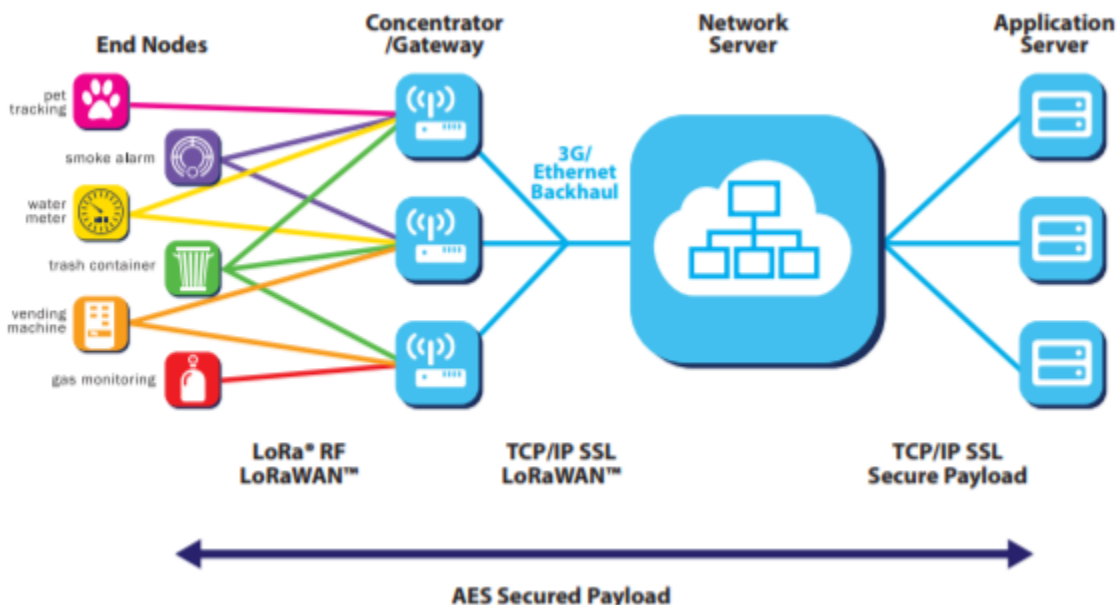 End Nodes
Concentrator
/Gateway
Network
Server
Application
Server
pet
tracking
smoke alarm
water
meter
trash container
vending
machine
gas monitoring
3G/
Ethernet
Backhaul
LoRa® RF
LoRaWAN™
TCP/IP SSL
LoRaWAN™
TCP/IP SSL
Secure Payload
AES Secured Payload